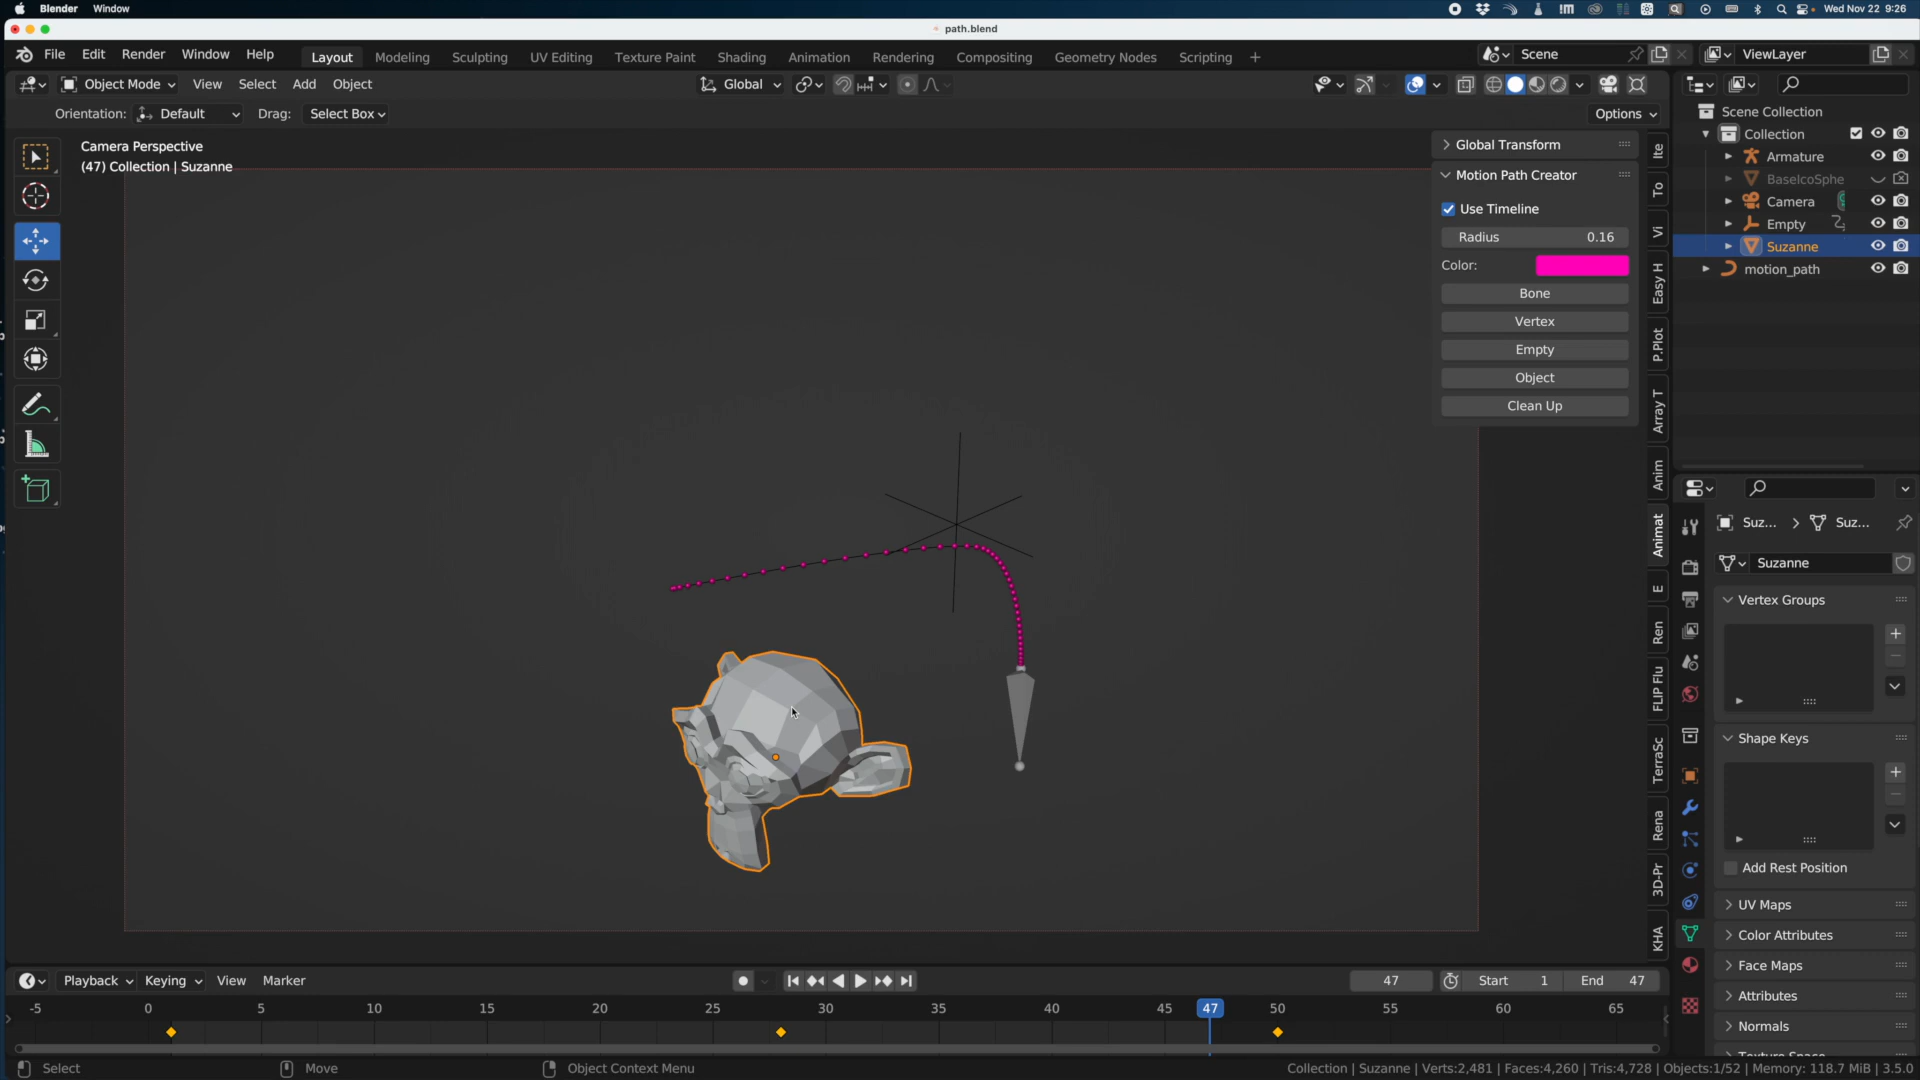 Blender Window Wed Nov 22 9:26
path.blend
File Edit Render Window Help Layout Modeling Sculpting UV Editing Texture Paint Shading Animation Rendering Compositing Geometry Nodes Scripting + Scene ViewLayer
Object Mode View Select Add Object Global
Orientation: Default Drag: Select Box Options
Camera Perspective
(47) Collection | Suzanne
Global Transform
Motion Path Creator
Use Timeline
Radius 0.16
Color:
Bone
Vertex
Empty
Object
Clean Up
Ite
To
Vi
Easy H
P.Plot
Array T
Anim
Animat
E
Ren
FLIP Flu
TerraSc
Rena
3D-Pr
KHA
Scene Collection
Collection
Armature
BaseIcoSphe
Camera
Empty
Suzanne
motion_path
Suz... > Suz...
Suzanne
Vertex Groups
Shape Keys
Add Rest Position
UV Maps
Color Attributes
Face Maps
Attributes
Normals
Texture Space
Playback Keying View Marker 47 Start 1 End 47
-5 0 5 10 15 20 25 30 35 40 45 47 50 55 60 65
Select Move Object Context Menu Collection | Suzanne | Verts:2,481 | Faces:4,260 | Tris:4,728 | Objects:1/52 | Memory: 118.7 MiB | 3.5.0